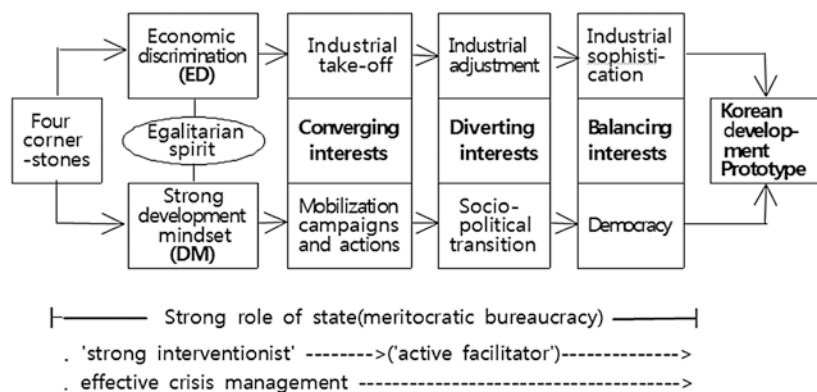 Four
corner
-stones
Economic
discrimination
(ED)
Egalitarian
spirit
Strong
development
mindset
(DM)
Industrial
take-off
Converging
interests
Mobilization
campaigns
and actions
Industrial
adjustment
Diverting
interests
Socio-
political
transition
Industrial
sophisti-
cation
Balancing
interests
Democracy
Korean
develop-
ment
Prototype
Strong role of state(meritocratic bureaucracy)
. 'strong interventionist' -------->('active facilitator')-------------->
. effective crisis management --------------------------------------->